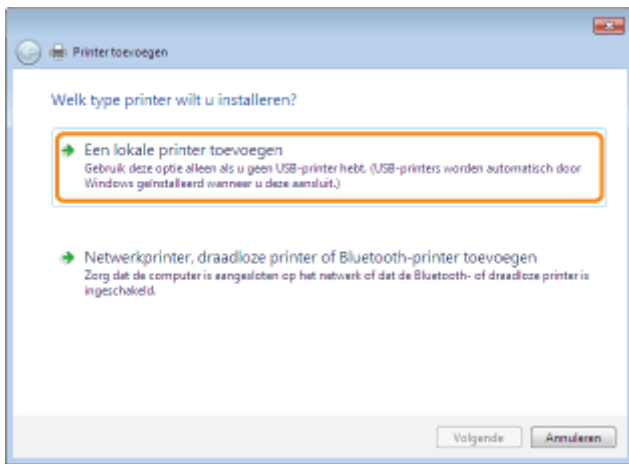 Printer toevoegen
Welk type printer wilt u installeren?
Een lokale printer toevoegen
Gebruik deze optie alleen als u geen USB-printer hebt. (USB-printers worden automatisch door
Windows geïnstalleerd wanneer u deze aansluit.)
Netwerkprinter, draadloze printer of Bluetooth-printer toevoegen
Zorg dat de computer is aangesloten op het netwerk of dat de Bluetooth- of draadloze printer is
ingeschakeld.
Volgende Annuleren